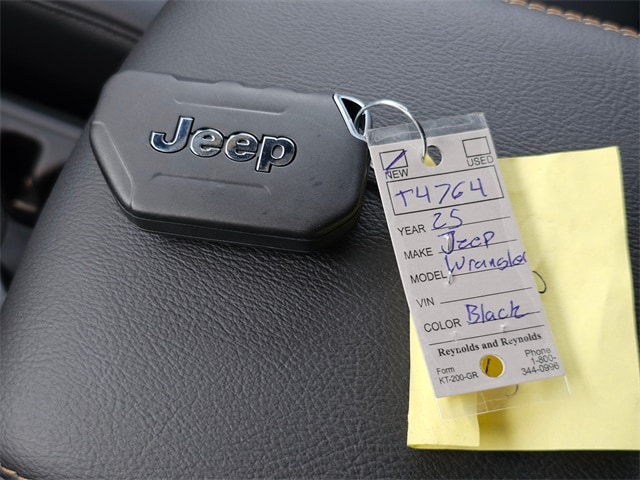 Jeep
NEW USED
T4764
YEAR 25
MAKE Jeep
MODEL Wrangler
VIN
COLOR Black
Reynolds and Reynolds
Form
KT-200-GR
Phone
1-800-
344-0996